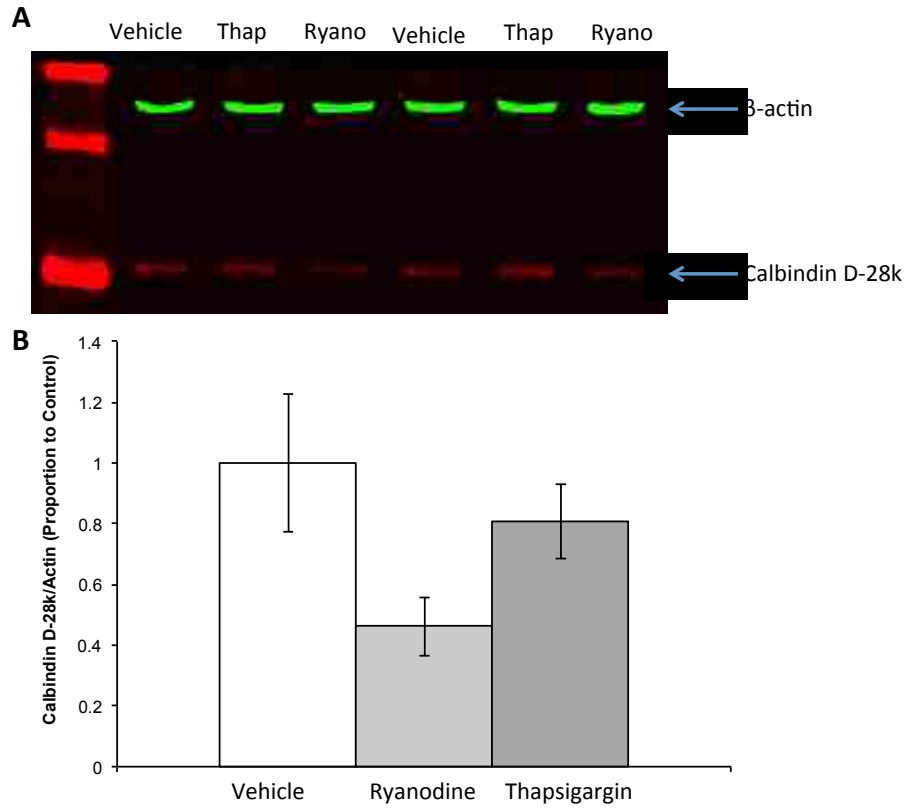 A
Vehicle Thap Ryano Vehicle Thap Ryano
β-actin
Calbindin D-28k
B
Calbindin D-28k/Actin (Proportion to Control)
1.4
1.2
1
0.8
0.6
0.4
0.2
0
Vehicle Ryanodine Thapsigargin